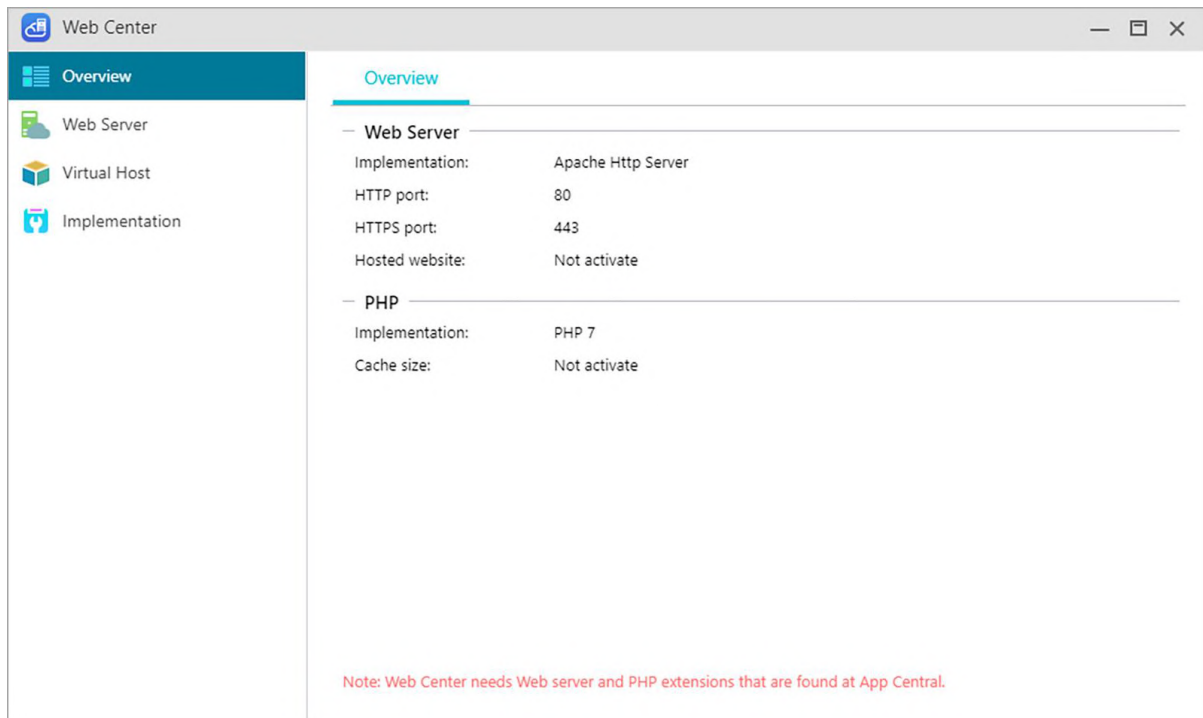 Web Center
Overview
Web Server
Virtual Host
Implementation
Overview
Web Server
Implementation: Apache Http Server
HTTP port: 80
HTTPS port: 443
Hosted website: Not activate
PHP
Implementation: PHP 7
Cache size: Not activate
Note: Web Center needs Web server and PHP extensions that are found at App Central.